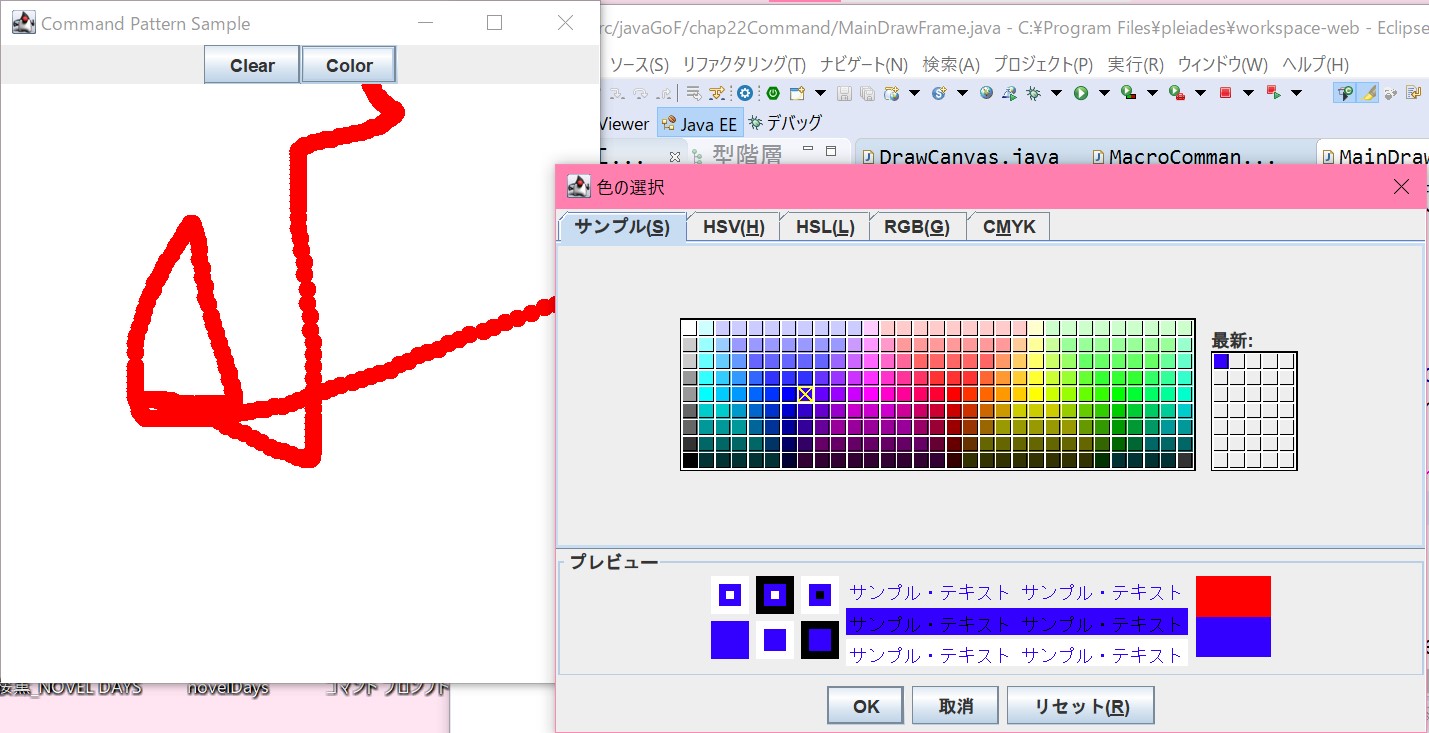 Command Pattern Sample
Clear
Color
rc/javaGoF/chap22Command/MainDrawFrame.java - C:¥Program Files¥pleiades¥workspace-web - Eclipse
ソース(S) リファクタリング(T) ナビゲート(N) 検索(A) プロジェクト(P) 実行(R) ウィンドウ(W) ヘルプ(H)
Viewer Java EE デバッグ
型階層 DrawCanvas.java MacroComman... MainDraw
色の選択
サンプル(S) HSV(H) HSL(L) RGB(G) CMYK
最新:
プレビュー
サンプル・テキスト サンプル・テキスト
サンプル・テキスト サンプル・テキスト
サンプル・テキスト サンプル・テキスト
OK 取消 リセット(R)
_NOVEL DAYS novelDays コマンド プロンプト